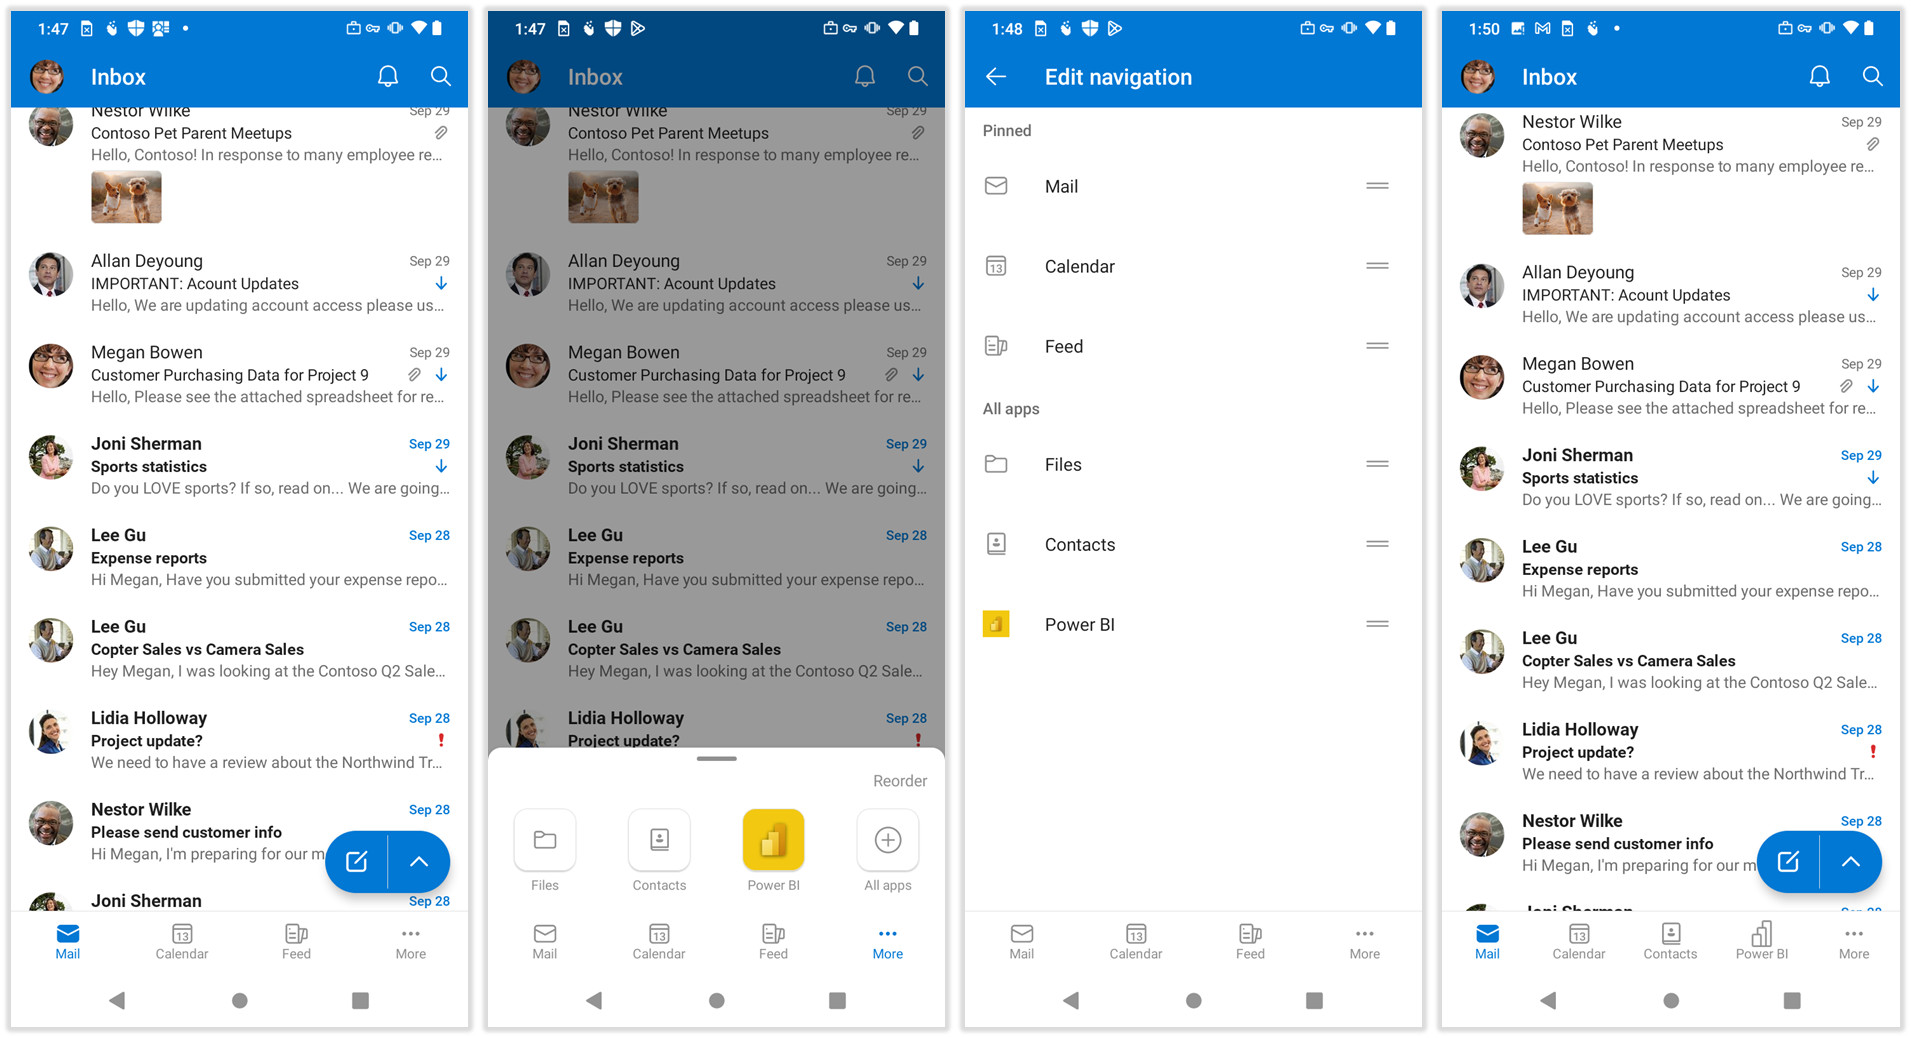 1:47
Inbox
Nestor Wilke Sep 29
Contoso Pet Parent Meetups
Hello, Contoso! In response to many employee re...
Allan Deyoung Sep 29
IMPORTANT: Acount Updates
Hello, We are updating account access please us...
Megan Bowen Sep 29
Customer Purchasing Data for Project 9
Hello, Please see the attached spreadsheet for re...
Joni Sherman Sep 29
Sports statistics
Do you LOVE sports? If so, read on... We are going...
Lee Gu Sep 28
Expense reports
Hi Megan, Have you submitted your expense repo...
Lee Gu Sep 28
Copter Sales vs Camera Sales
Hey Megan, I was looking at the Contoso Q2 Sale...
Lidia Holloway Sep 28
Project update?
We need to have a review about the Northwind Tr...
Nestor Wilke Sep 28
Please send customer info
Hi Megan, I'm preparing for our m
Joni Sherman Sep 28
13
Mail Calendar Feed More
1:47
Inbox
Nestor Wilke Sep 29
Contoso Pet Parent Meetups
Hello, Contoso! In response to many employee re...
Allan Deyoung Sep 29
IMPORTANT: Acount Updates
Hello, We are updating account access please us...
Megan Bowen Sep 29
Customer Purchasing Data for Project 9
Hello, Please see the attached spreadsheet for re...
Joni Sherman Sep 29
Sports statistics
Do you LOVE sports? If so, read on... We are going...
Lee Gu Sep 28
Expense reports
Hi Megan, Have you submitted your expense repo...
Lee Gu Sep 28
Copter Sales vs Camera Sales
Hey Megan, I was looking at the Contoso Q2 Sale...
Lidia Holloway Sep 28
Project update?
Reorder
Files Contacts Power BI All apps
13
Mail Calendar Feed More
1:48
Edit navigation
Pinned
Mail
13 Calendar
Feed
All apps
Files
Contacts
Power BI
13
Mail Calendar Feed More
1:50
Inbox
Nestor Wilke Sep 29
Contoso Pet Parent Meetups
Hello, Contoso! In response to many employee re...
Allan Deyoung Sep 29
IMPORTANT: Acount Updates
Hello, We are updating account access please us...
Megan Bowen Sep 29
Customer Purchasing Data for Project 9
Hello, Please see the attached spreadsheet for re...
Joni Sherman Sep 29
Sports statistics
Do you LOVE sports? If so, read on... We are going...
Lee Gu Sep 28
Expense reports
Hi Megan, Have you submitted your expense repo...
Lee Gu Sep 28
Copter Sales vs Camera Sales
Hey Megan, I was looking at the Contoso Q2 Sale...
Lidia Holloway Sep 28
Project update?
We need to have a review about the Northwind Tr...
Nestor Wilke Sep 28
Please send customer info
Hi Megan, I'm preparing for our m
Joni Sherman Sep 28
13
Mail Calendar Contacts Power BI More